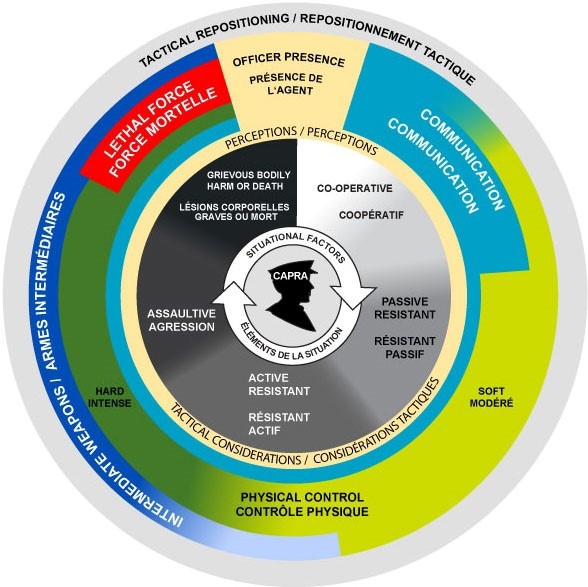 TACTICAL REPOSITIONING / REPOSITIONNEMENT TACTIQUE
OFFICER PRESENCE
PRÉSENCE DE
L'AGENT
LETHAL FORCE
FORCE MORTELLE
COMMUNICATION
COMMUNICATION
PERCEPTIONS / PERCEPTIONS
GRIEVOUS BODILY
HARM OR DEATH
LÉSIONS CORPORELLES
GRAVES OU MORT
CO-OPERATIVE
COOPÉRATIF
SITUATIONAL FACTORS
CAPRA
ÉLÉMENTS DE LA SITUATION
ASSAULTIVE
AGRESSION
PASSIVE
RESISTANT
RÉSISTANT
PASSIF
ACTIVE
RESISTANT
RÉSISTANT
ACTIF
HARD
INTENSE
SOFT
MODÉRÉ
TACTICAL CONSIDERATIONS / CONSIDÉRATIONS TACTIQUES
PHYSICAL CONTROL
CONTRÔLE PHYSIQUE
INTERMEDIATE WEAPONS / ARMES INTERMÉDIAIRES